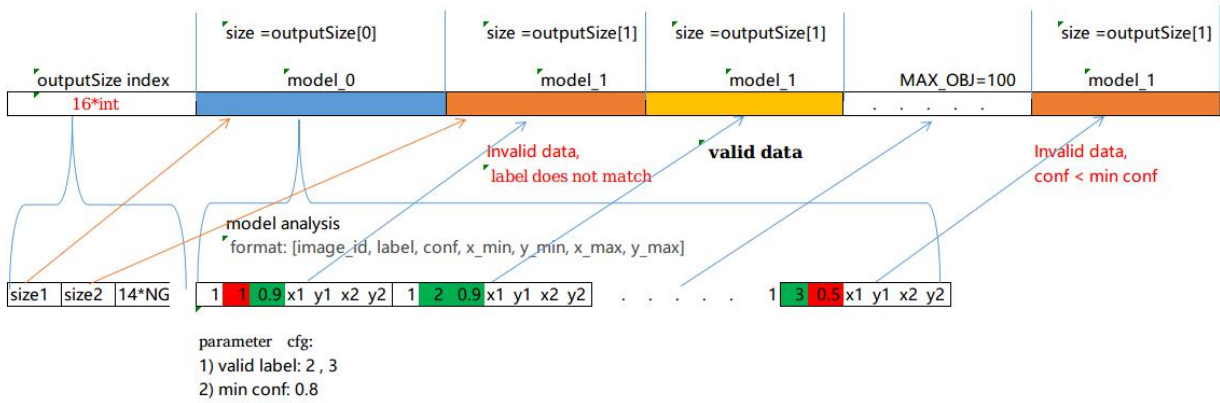 size =outputSize[0] size =outputSize[1] size =outputSize[1] size =outputSize[1]
outputSize index model_0 model_1 model_1 MAX_OBJ=100 model_1
16*int . . . . .
Invalid data,
label does not match
valid data
Invalid data,
conf < min conf
model analysis
format: [image_id, label, conf, x_min, y_min, x_max, y_max]
size1 size2 14*NG 1 1 0.9 x1 y1 x2 y2 1 2 0.9 x1 y1 x2 y2 . . . . . 1 3 0.5 x1 y1 x2 y2
parameter cfg:
1) valid label: 2 , 3
2) min conf: 0.8